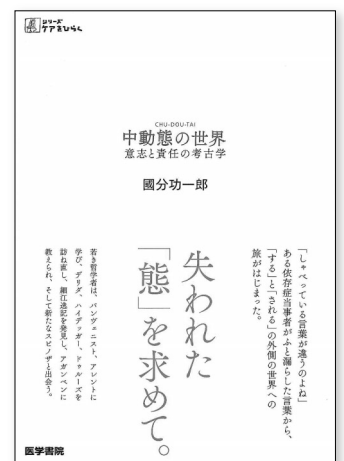 シリーズ
ケアをひらく
CHU-DOU-TAI
中動態の世界
意志と責任の考古学
國分功一郎
「しゃべっている言葉が違うのよね」
ある依存症当事者がふと漏らした言葉から、
「する」と「される」の外側の世界への
旅がはじまった。
失われた
「態」を求めて。
若き哲学者は、バンヴェニスト、アレントに
学び、デリダ、ハイデッガー、ドゥルーズを
訪ね直し、細江逸記を発見し、アガンベンに
教えられ、そして新たなスピノザと出会う。
医学書院